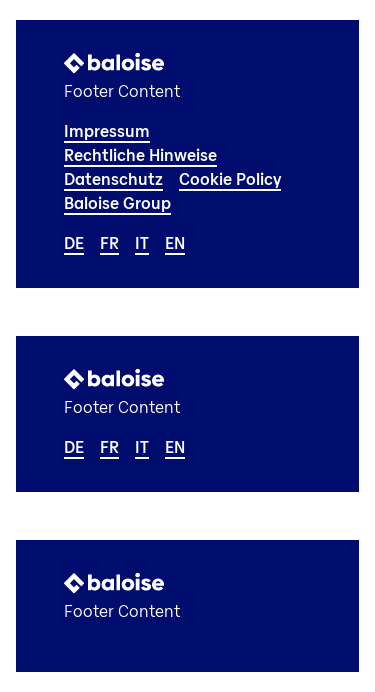 baloise
Footer Content
Impressum
Rechtliche Hinweise
Datenschutz Cookie Policy
Baloise Group
DE FR IT EN
baloise
Footer Content
DE FR IT EN
baloise
Footer Content